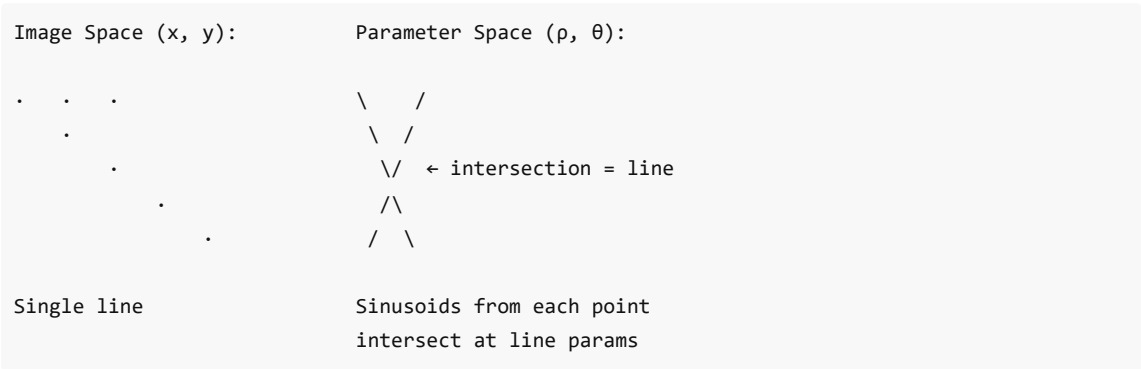 Image Space (x, y):          Parameter Space (ρ, θ):
·   ·   ·                    \    /
    ·                         \  /
        ·                      \/  ← intersection = line
            ·                  /\
                ·             /  \
Single line                  Sinusoids from each point
                             intersect at line params